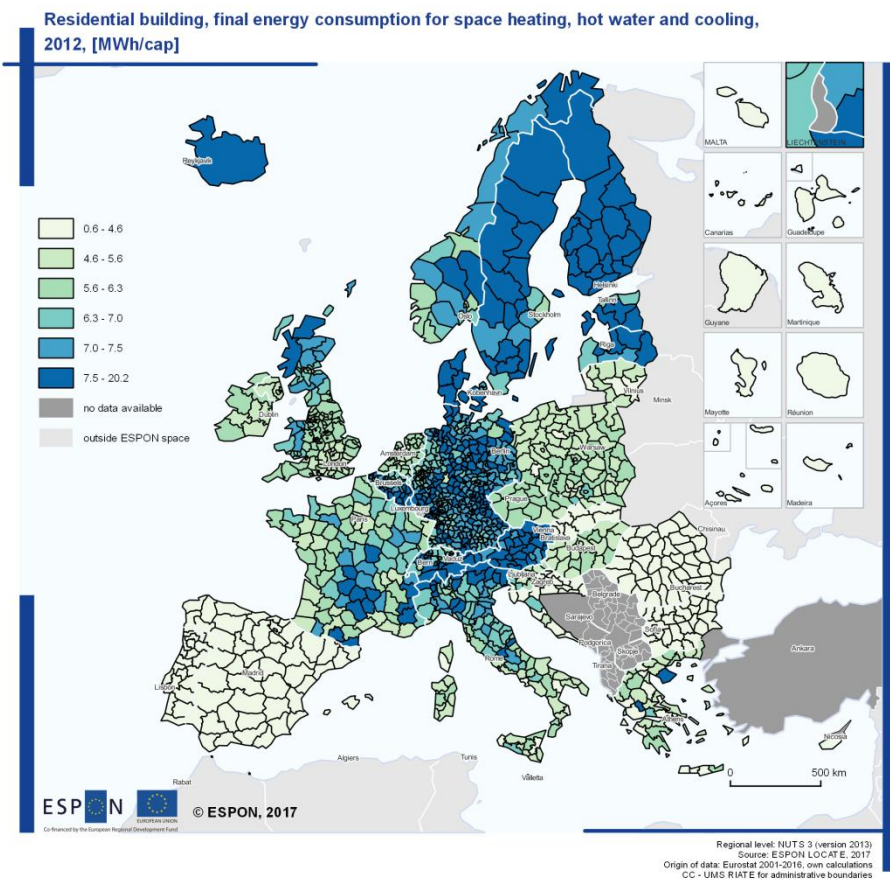 Residential building, final energy consumption for space heating, hot water and cooling,
2012, [MWh/cap]
MALTA
LIECHTENSTEIN
Reykjavik
Canarias
Guadeloupe
0.6 - 4.6
4.6 - 5.6
5.6 - 6.3
6.3 - 7.0
7.0 - 7.5
7.5 - 20.2
no data available
outside ESPON space
Guyane
Martinique
Helsinki
Tallinn
Oslo
Stockholm
Riga
Mayotte
Réunion
København
Vilnius
Minsk
Dublin
Açores
Madeira
Amsterdam
Berlin
Warsaw
London
Brussels
Prague
Luxembourg
Paris
Chisinau
Vienna
Bratislava
Budapest
Vaduz
Bern
Ljubljana
Zagreb
Belgrade
Bucharest
Sarajevo
Sofia
Podgorica
Skopje
Ankara
Rome
Tirana
Madrid
Lisbon
Athens
Nicosia
Algiers
Tunis
Valletta
Rabat
0 500 km
ESPON
EUROPEAN UNION
Co-financed by the European Regional Development Fund
© ESPON, 2017
Regional level: NUTS 3 (version 2013)
Source: ESPON LOCATE, 2017
Origin of data: Eurostat 2001-2016, own calculations
CC - UMS RIATE for administrative boundaries